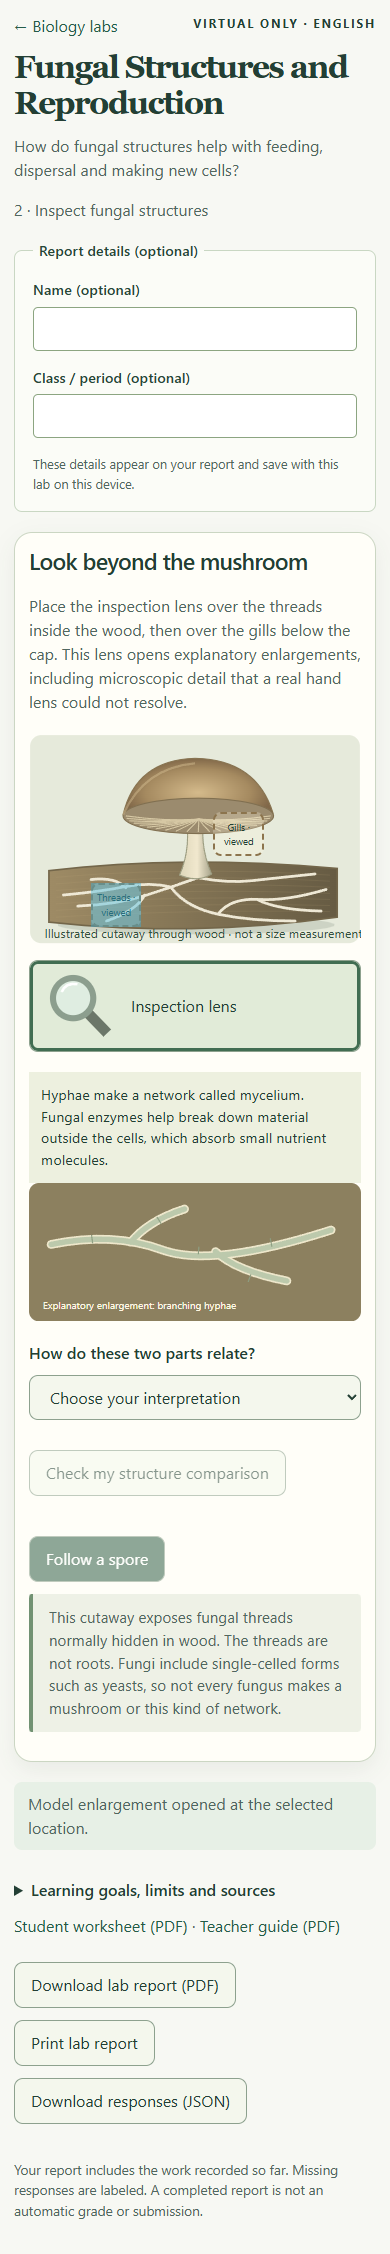 ← Biology labs
VIRTUAL ONLY · ENGLISH
Fungal Structures and
Reproduction
How do fungal structures help with feeding,
dispersal and making new cells?
2 · Inspect fungal structures
Report details (optional)
Name (optional)
Class / period (optional)
These details appear on your report and save with this
lab on this device.
Look beyond the mushroom
Place the inspection lens over the threads
inside the wood, then over the gills below the
cap. This lens opens explanatory enlargements,
including microscopic detail that a real hand
lens could not resolve.
Gills ·
viewed
Threads ·
viewed
Illustrated cutaway through wood · not a size measurement
Inspection lens
Hyphae make a network called mycelium.
Fungal enzymes help break down material
outside the cells, which absorb small nutrient
molecules.
Explanatory enlargement: branching hyphae
How do these two parts relate?
Choose your interpretation
Check my structure comparison
Follow a spore
This cutaway exposes fungal threads
normally hidden in wood. The threads are
not roots. Fungi include single-celled forms
such as yeasts, so not every fungus makes a
mushroom or this kind of network.
Model enlargement opened at the selected
location.
▶ Learning goals, limits and sources
Student worksheet (PDF) · Teacher guide (PDF)
Download lab report (PDF)
Print lab report
Download responses (JSON)
Your report includes the work recorded so far. Missing
responses are labeled. A completed report is not an
automatic grade or submission.